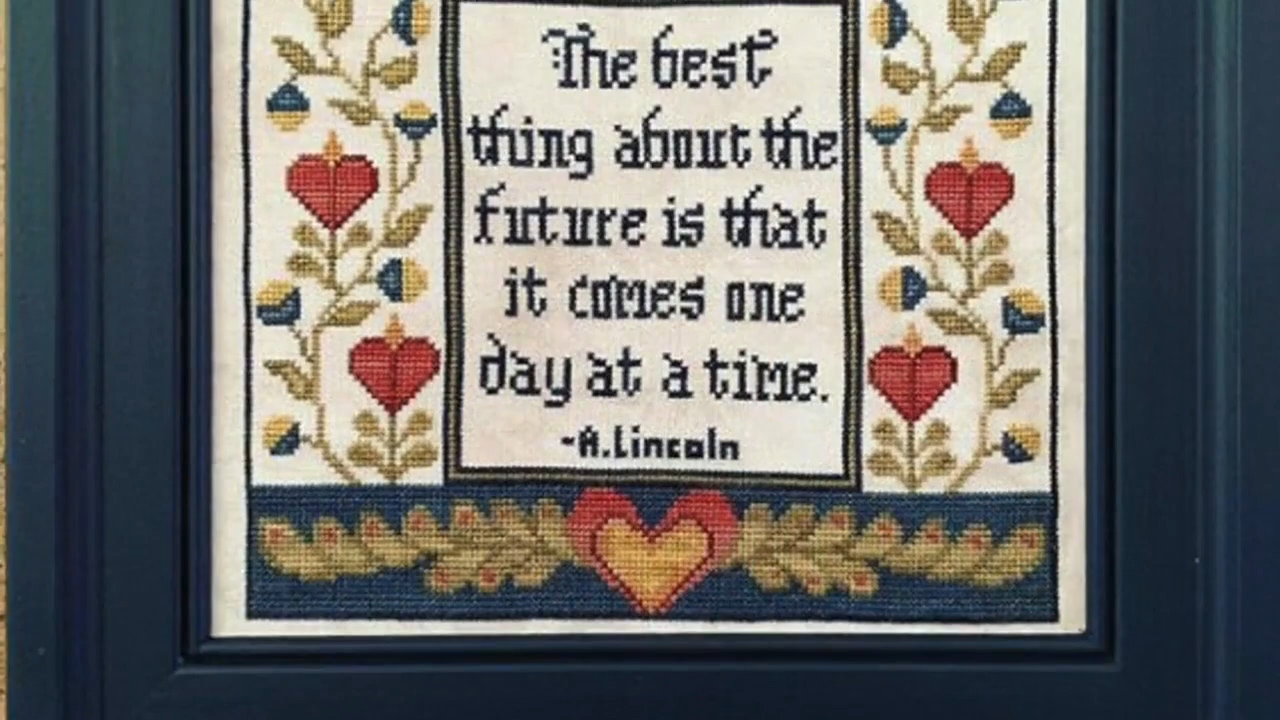 The best
thing about the
future is that
it comes one
day at a time.
-A.Lincoln